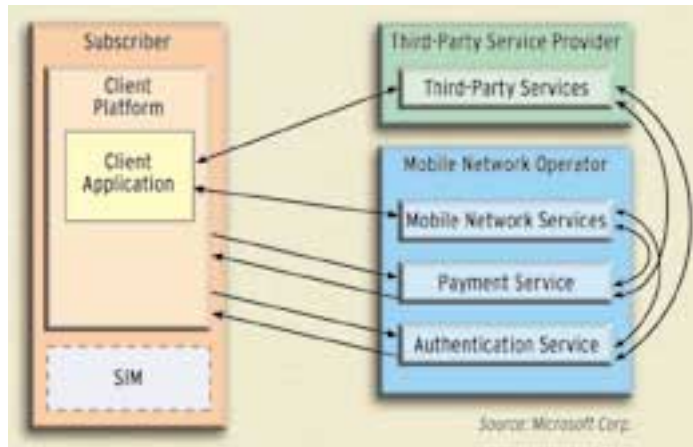 Subscriber
Client
Platform
Client
Application
SIM
Third-Party Service Provider
Third-Party Services
Mobile Network Operator
Mobile Network Services
Payment Service
Authentication Service
Source: Microsoft Corp.